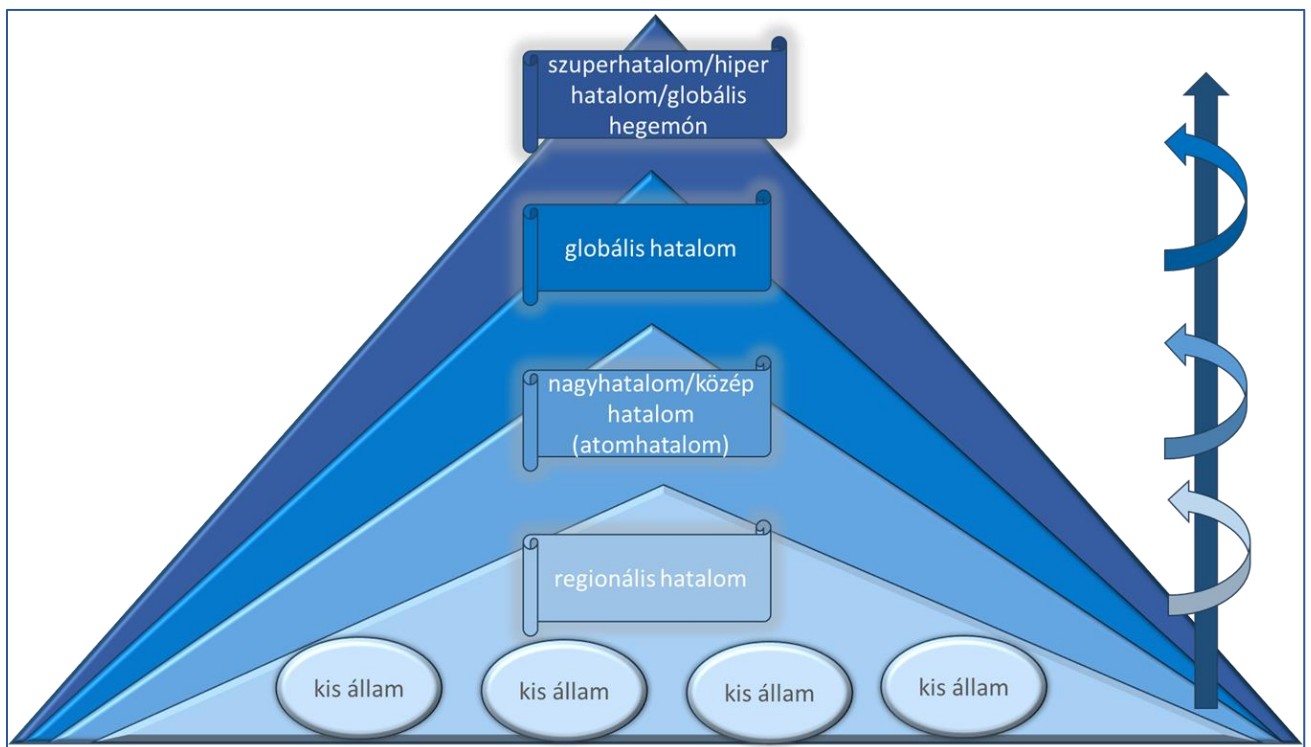 szuperhatalom/hiper
hatalom/globális
hegemón
globális hatalom
nagyhatalom/közép
hatalom
(atomhatalom)
regionális hatalom
kis állam
kis állam
kis állam
kis állam